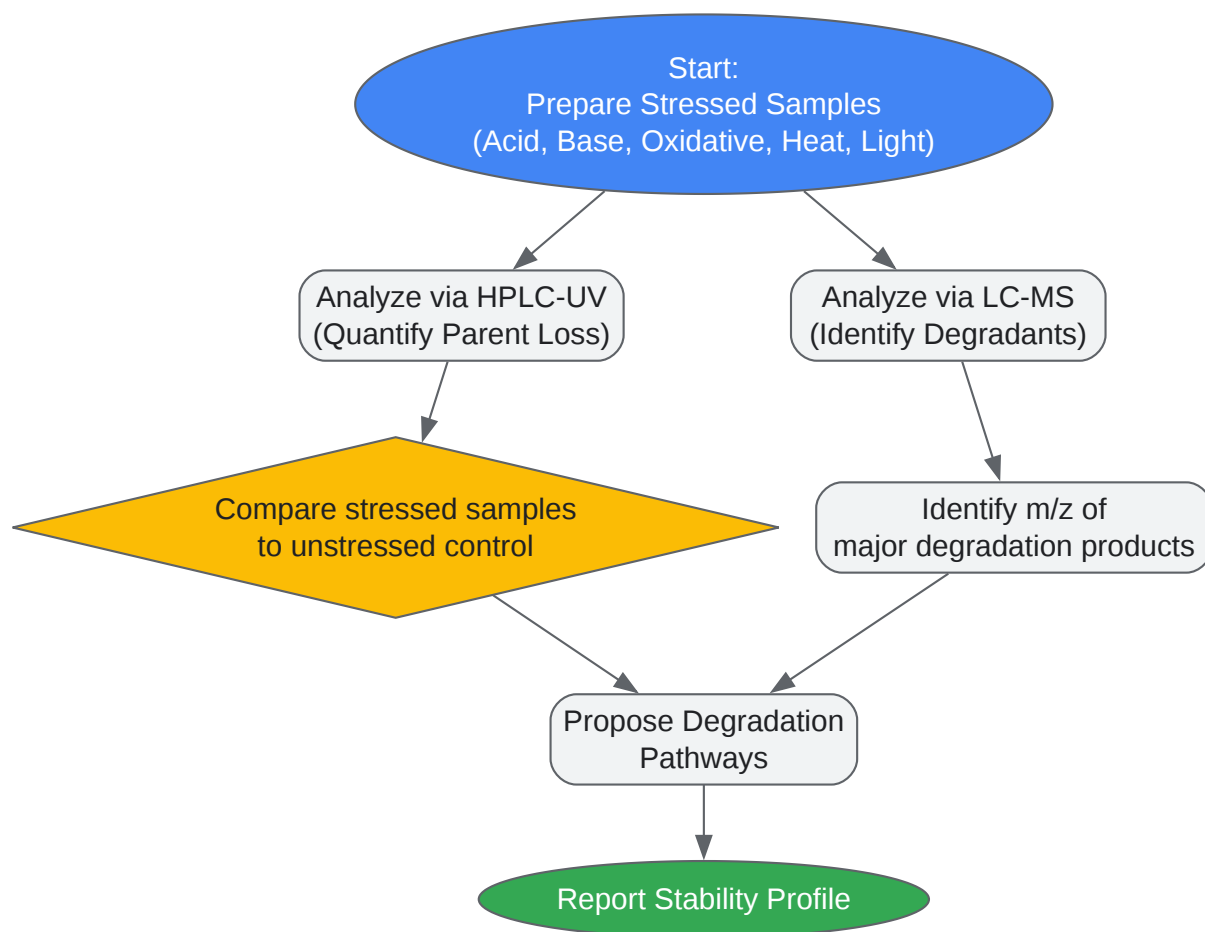 Start:
Prepare Stressed Samples
(Acid, Base, Oxidative, Heat, Light)
Analyze via HPLC-UV
(Quantify Parent Loss)
Analyze via LC-MS
(Identify Degradants)
Compare stressed samples
to unstressed control
Identify m/z of
major degradation products
Propose Degradation
Pathways
Report Stability Profile